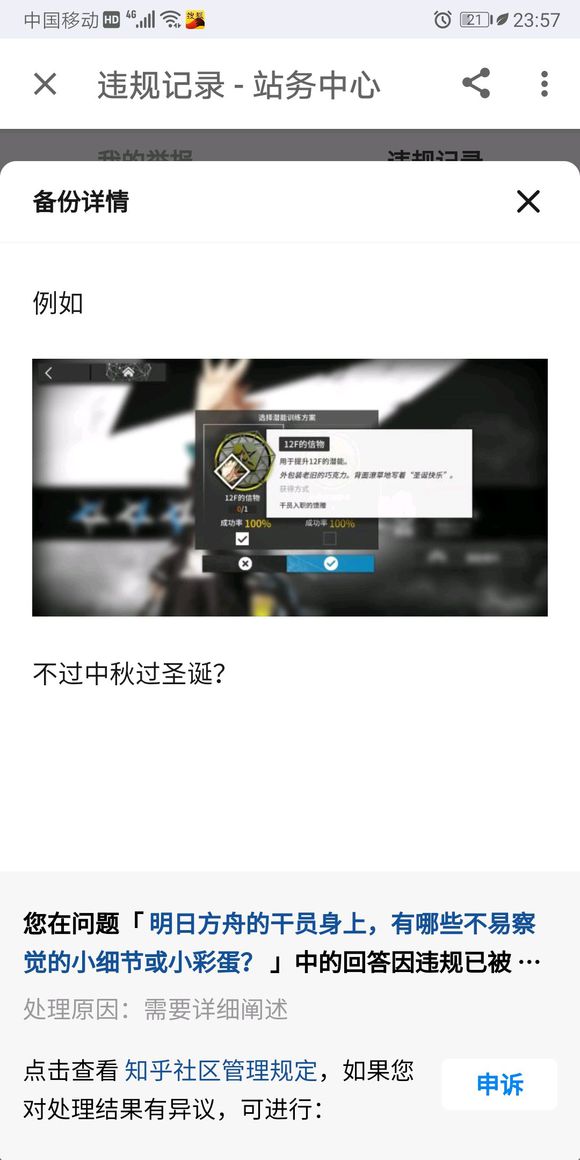 中国移动 HD 4G 21 23:57
违规记录 - 站务中心
我的举报 违规记录
备份详情
例如
选择潜能训练方案
12F的信物
用于提升12F的潜能。
外包装老旧的巧克力。背面潦草地写着“圣诞快乐”。
获得方式
干员入职的馈赠
12F的信物
0/1
成功率 100% 成功率 100%
不过中秋过圣诞?
您在问题「明日方舟的干员身上，有哪些不易察
觉的小细节或小彩蛋？」中的回答因违规已被 ···
处理原因：需要详细阐述
点击查看 知乎社区管理规定，如果您
对处理结果有异议，可进行：
申诉